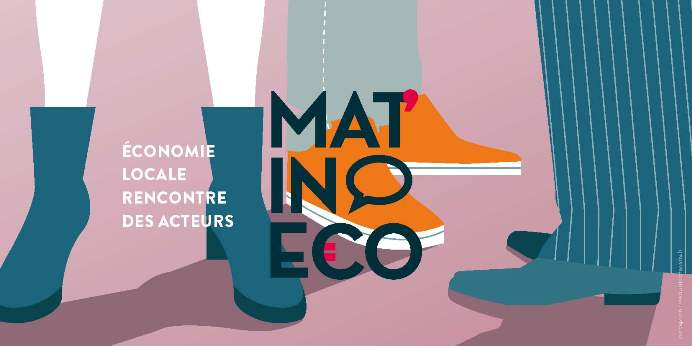 ÉCONOMIE
LOCALE
RENCONTRE
DES ACTEURS
MAT'
INO
ECO